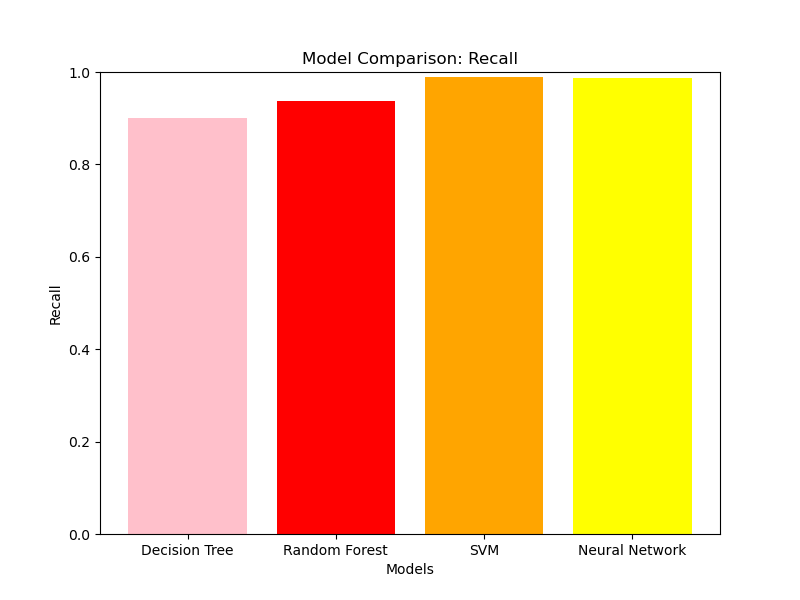 Model Comparison: Recall
1.0
0.8
0.6
0.4
0.2
0.0
Recall
Decision Tree
Random Forest
SVM
Neural Network
Models